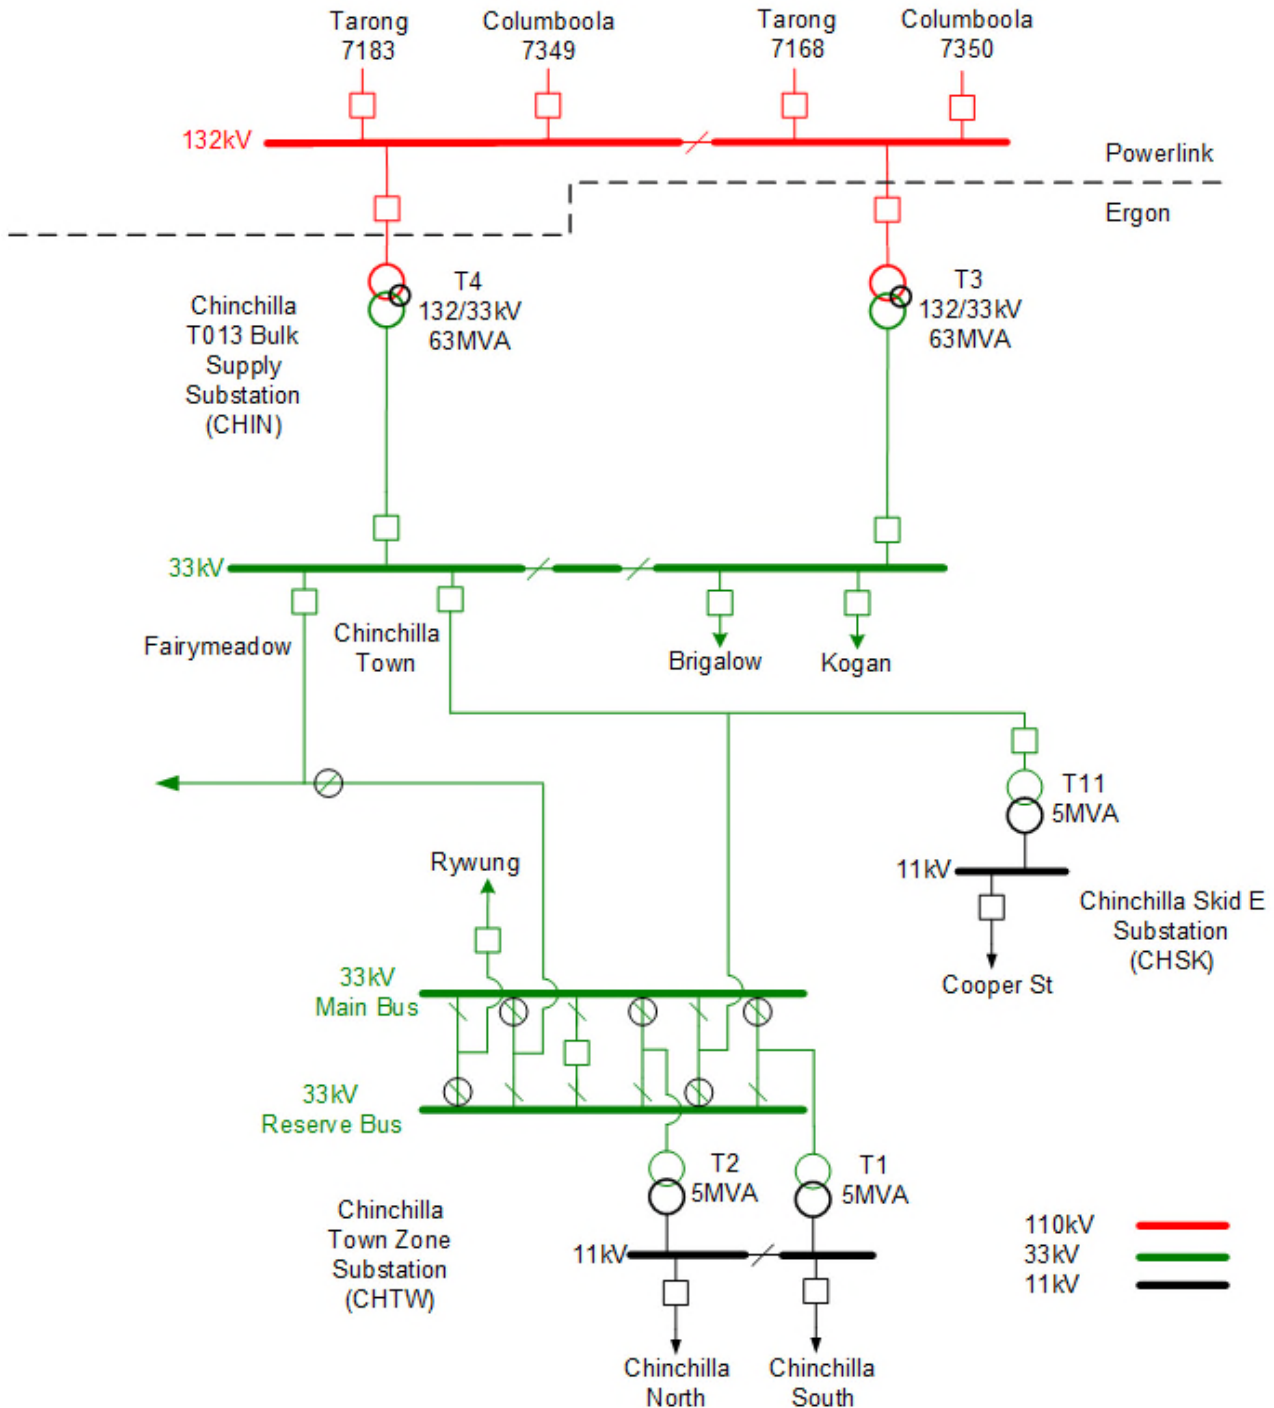 Tarong
7183
Columboola
7349
Tarong
7168
Columboola
7350
132kV
Powerlink
Ergon
Chinchilla
T013 Bulk
Supply
Substation
(CHIN)
T4
132/33kV
63MVA
T3
132/33kV
63MVA
33kV
Fairymeadow
Chinchilla
Town
Brigalow
Kogan
T11
5MVA
11kV
Chinchilla Skid E
Substation
(CHSK)
Cooper St
Rywung
33kV
Main Bus
33kV
Reserve Bus
T2
5MVA
T1
5MVA
Chinchilla
Town Zone
Substation
(CHTW)
11kV
Chinchilla
North
Chinchilla
South
110kV
33kV
11kV